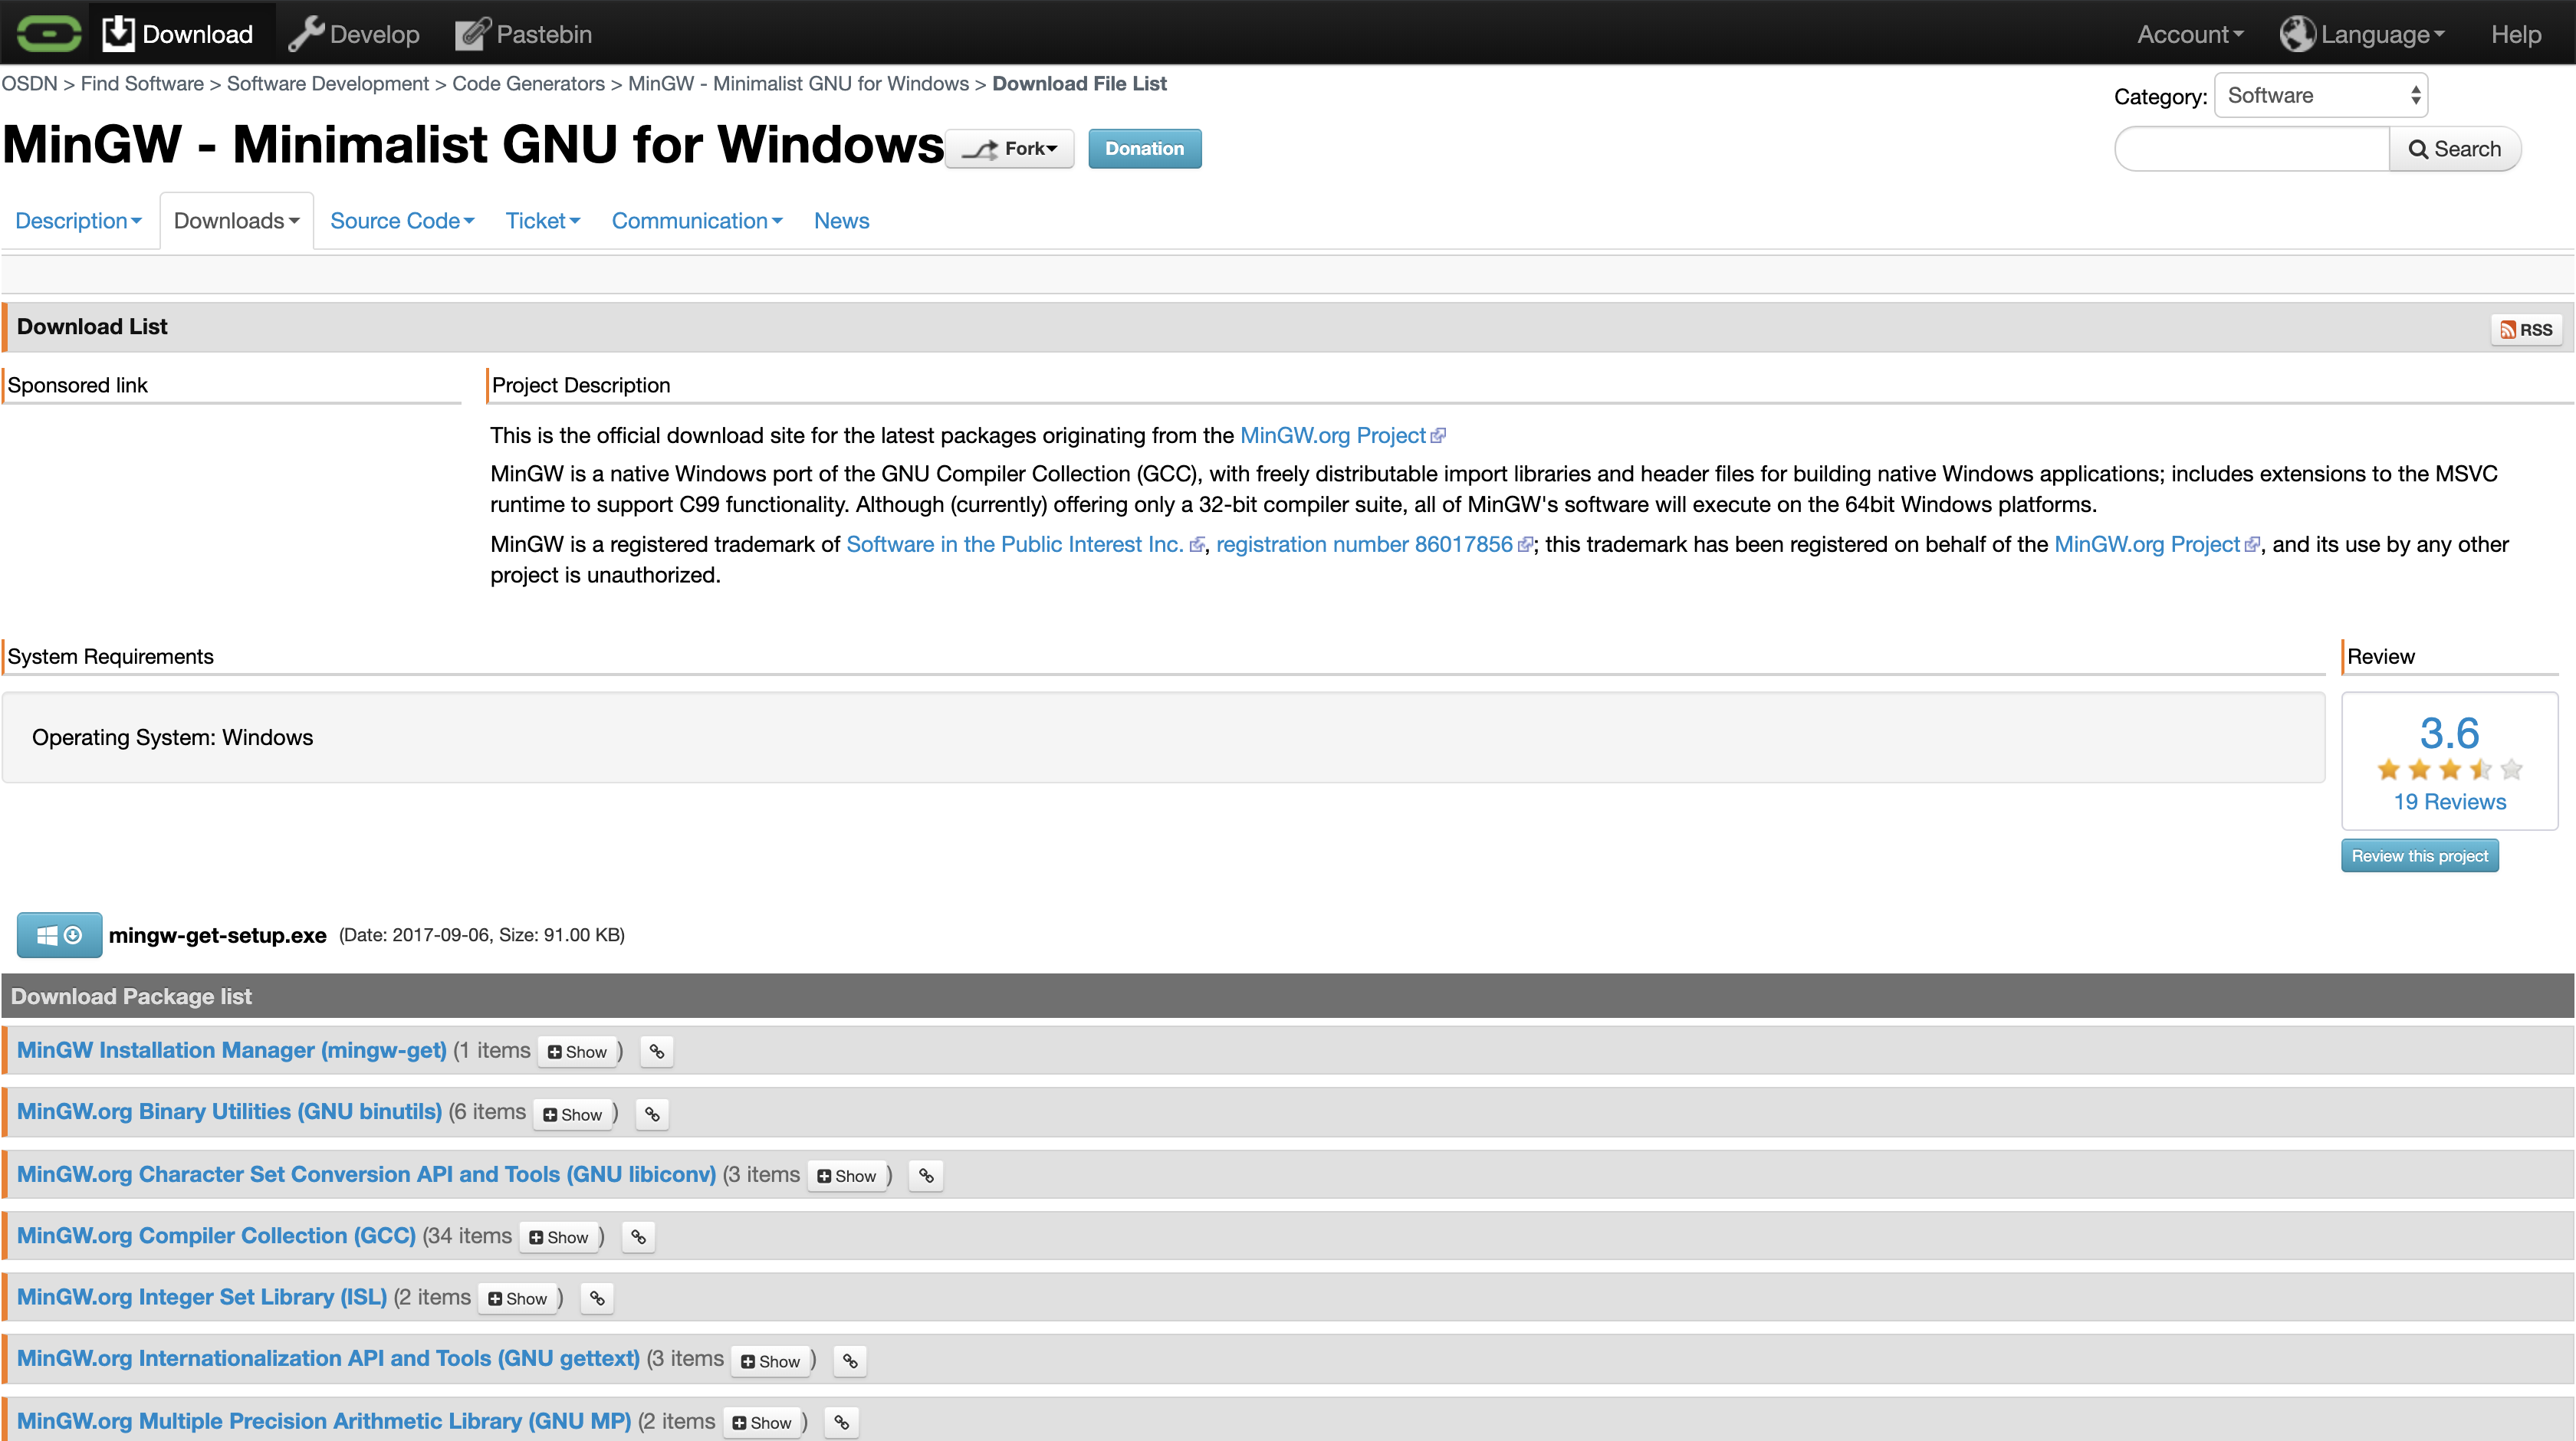 Download Develop Pastebin Account Language Help
OSDN > Find Software > Software Development > Code Generators > MinGW - Minimalist GNU for Windows > Download File List
Category: Software
MinGW - Minimalist GNU for Windows Fork Donation
Search
Description Downloads Source Code Ticket Communication News
Download List RSS
Sponsored link
Project Description
This is the official download site for the latest packages originating from the MinGW.org Project
MinGW is a native Windows port of the GNU Compiler Collection (GCC), with freely distributable import libraries and header files for building native Windows applications; includes extensions to the MSVC
runtime to support C99 functionality. Although (currently) offering only a 32-bit compiler suite, all of MinGW's software will execute on the 64bit Windows platforms.
MinGW is a registered trademark of Software in the Public Interest Inc. , registration number 86017856 ; this trademark has been registered on behalf of the MinGW.org Project , and its use by any other
project is unauthorized.
System Requirements
Operating System: Windows
Review
3.6
19 Reviews
Review this project
mingw-get-setup.exe (Date: 2017-09-06, Size: 91.00 KB)
Download Package list
MinGW Installation Manager (mingw-get) (1 items Show )
MinGW.org Binary Utilities (GNU binutils) (6 items Show )
MinGW.org Character Set Conversion API and Tools (GNU libiconv) (3 items Show )
MinGW.org Compiler Collection (GCC) (34 items Show )
MinGW.org Integer Set Library (ISL) (2 items Show )
MinGW.org Internationalization API and Tools (GNU gettext) (3 items Show )
MinGW.org Multiple Precision Arithmetic Library (GNU MP) (2 items Show )